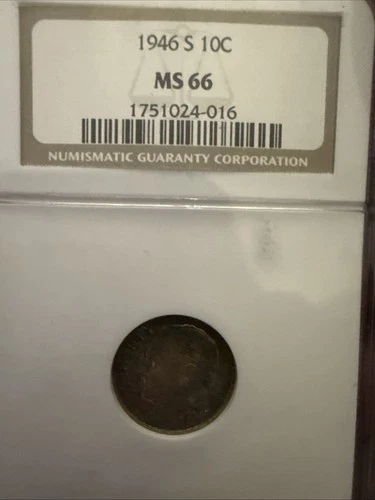 1946 S 10C
MS 66
1751024-016
NUMISMATIC GUARANTY CORPORATION